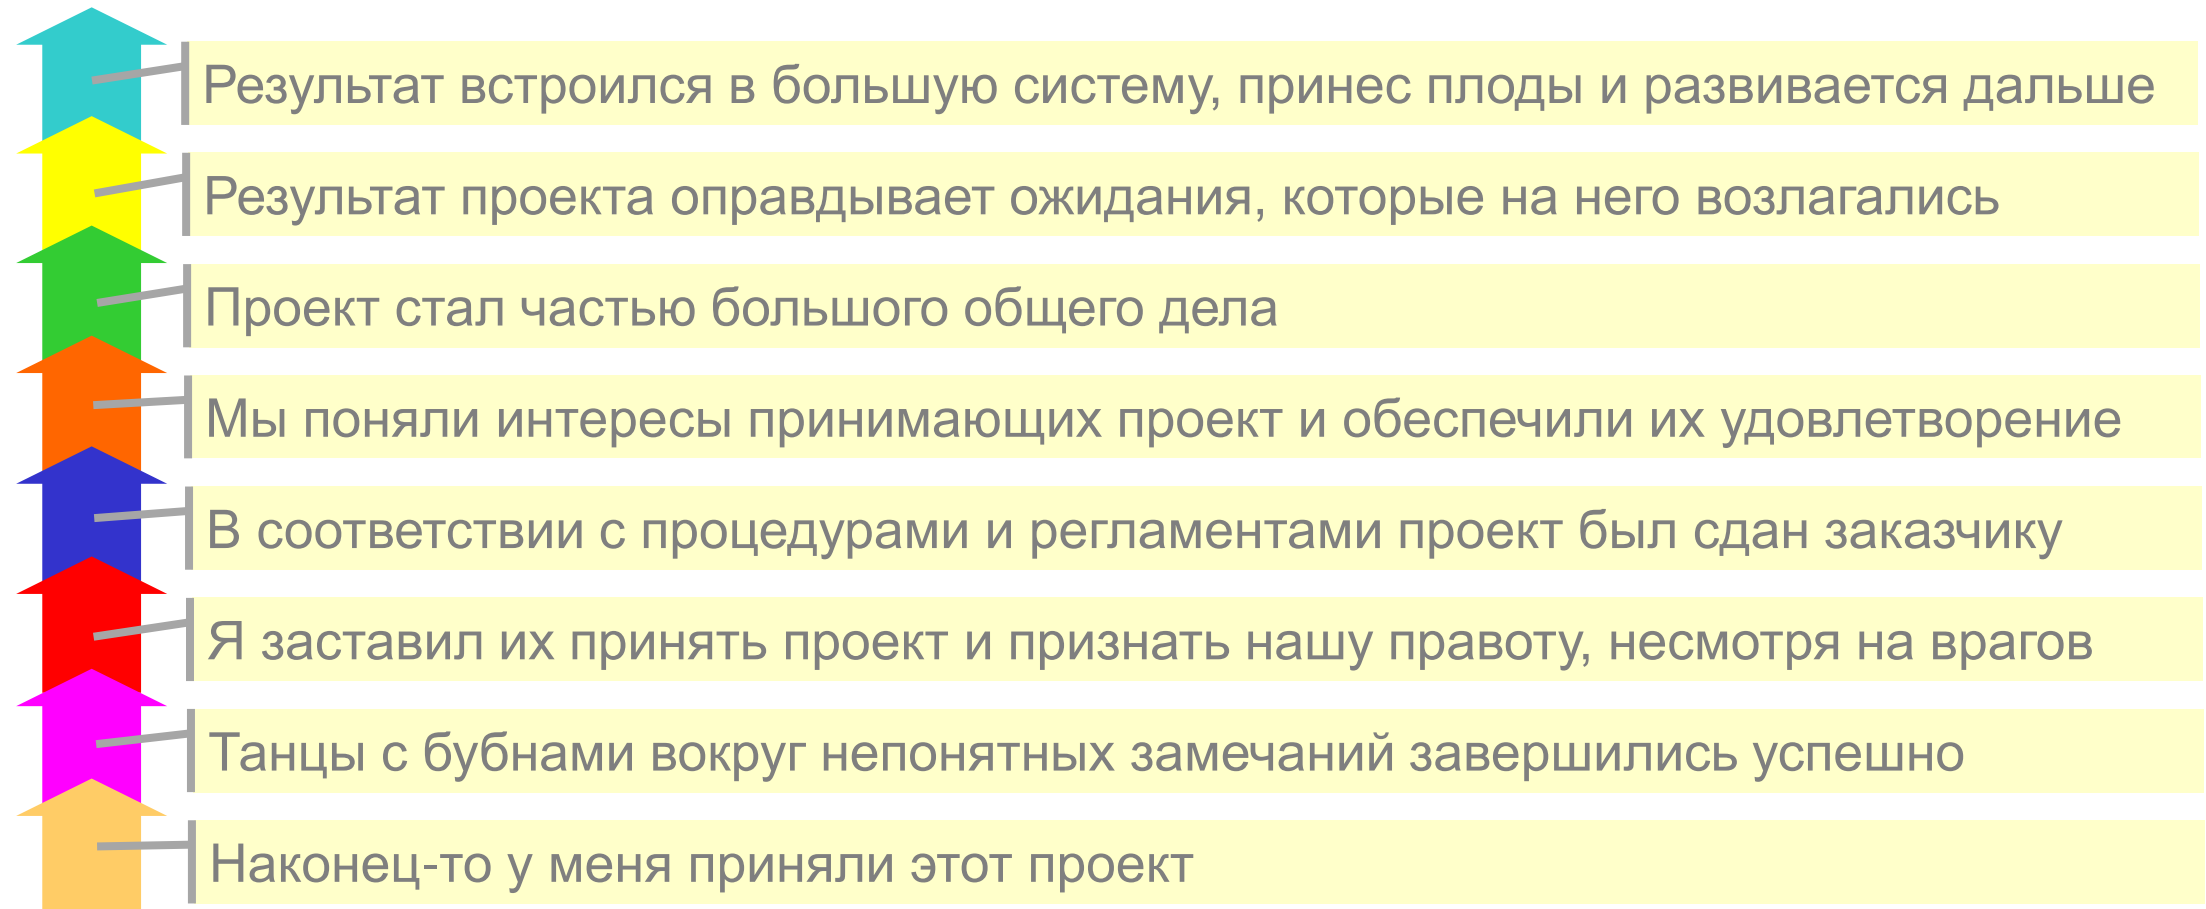 Результат встроился в большую систему, принес плоды и развивается дальше
Результат проекта оправдывает ожидания, которые на него возлагались
Проект стал частью большого общего дела
Мы поняли интересы принимающих проект и обеспечили их удовлетворение
В соответствии с процедурами и регламентами проект был сдан заказчику
Я заставил их принять проект и признать нашу правоту, несмотря на врагов
Танцы с бубнами вокруг непонятных замечаний завершились успешно
Наконец-то у меня приняли этот проект